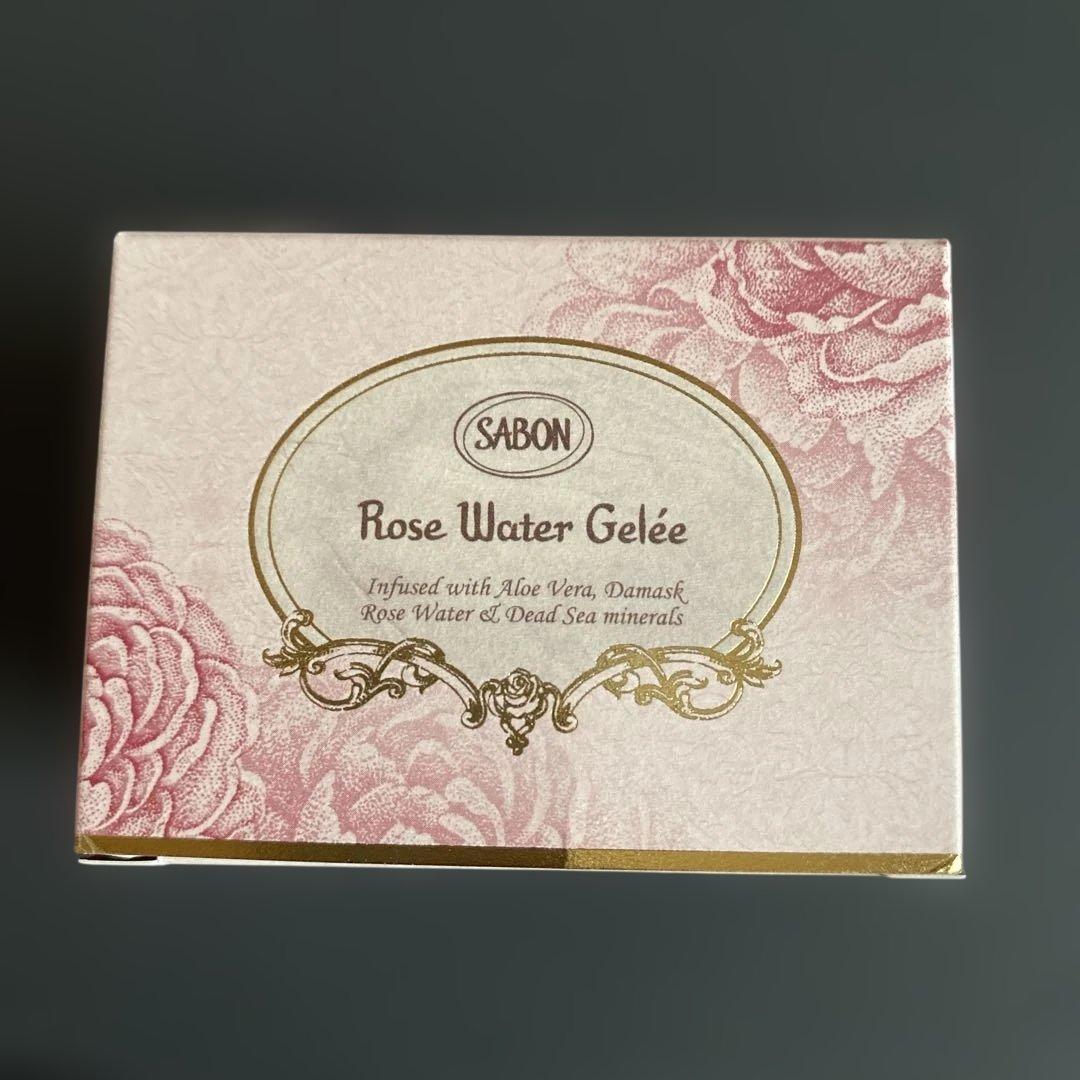 SABON
Rose Water Gelée
Infused with Aloe Vera, Damask
Rose Water & Dead Sea minerals